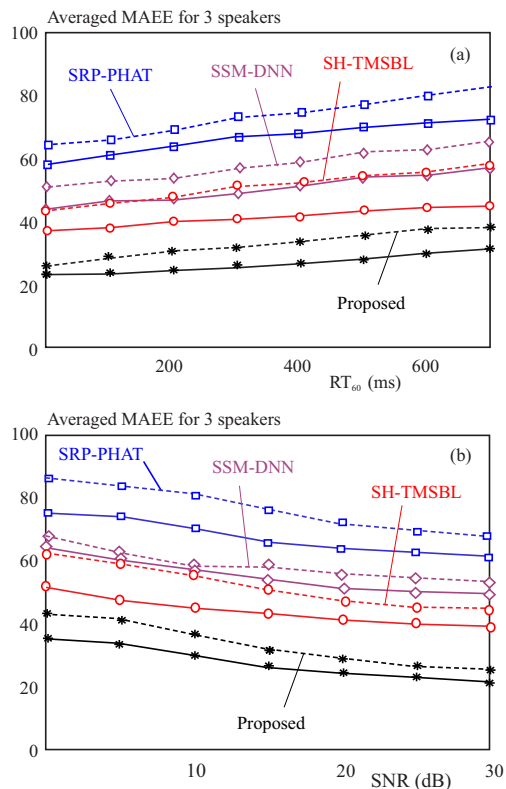 Averaged MAEE for 3 speakers
100
(a)
SH-TMSBL
SSM-DNN
SRP-PHAT
80
60
40
20
Proposed
0
200
400
600
RT60 (ms)
Averaged MAEE for 3 speakers
100
(b)
SRP-PHAT
SSM-DNN
SH-TMSBL
80
60
40
20
Proposed
0
10
20
30
SNR (dB)